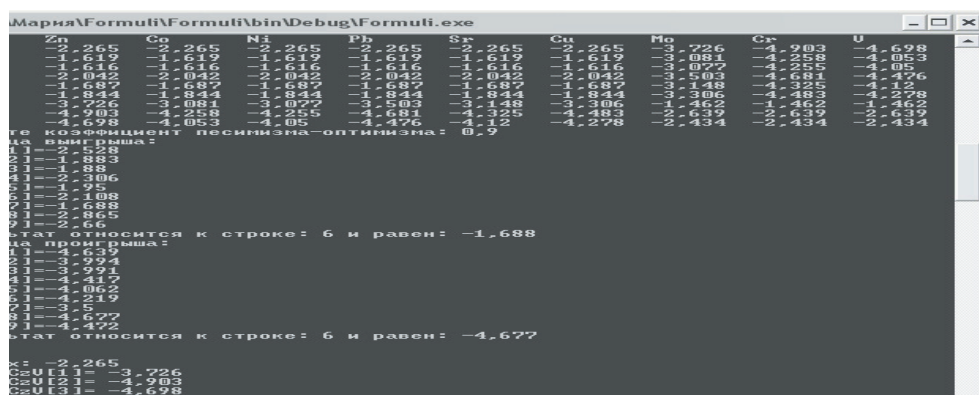 \Мария\Formuli\Formuli\bin\Debug\Formuli.exe
Zn Co Ni Pb Sr Cu Mo Cr V
-2,265 -2,265 -2,265 -2,265 -2,265 -2,265 -3,726 -4,903 -4,698
-1,619 -1,619 -1,619 -1,619 -1,619 -1,619 -3,081 -4,258 -4,053
-1,616 -1,616 -1,616 -1,616 -1,616 -1,616 -3,077 -4,255 -4,05
-2,042 -2,042 -2,042 -2,042 -2,042 -2,042 -3,503 -4,681 -4,476
-1,687 -1,687 -1,687 -1,687 -1,687 -1,687 -3,148 -4,325 -4,12
-1,844 -1,844 -1,844 -1,844 -1,844 -1,844 -3,306 -4,483 -4,278
-3,726 -3,081 -3,077 -3,503 -3,148 -3,306 -1,462 -1,462 -1,462
-4,903 -4,258 -4,255 -4,681 -4,325 -4,483 -2,639 -2,639 -2,639
-4,698 -4,053 -4,05 -4,476 -4,12 -4,278 -2,434 -2,434 -2,434
те коэффициент песимизма-оптимизма: 0,9
ца выигрыша:
1]=-2,528
2]=-1,883
3]=-1,88
4]=-2,306
5]=-1,95
6]=-2,108
7]=-1,688
8]=-2,865
9]=-2,66
ьтат относится к строке: 6 и равен: -1,688
ца проигрыша:
1]=-4,639
2]=-3,994
3]=-3,991
4]=-4,417
5]=-4,062
6]=-4,219
7]=-3,5
8]=-4,677
9]=-4,472
ьтат относится к строке: 6 и равен: -4,677
х: -2,265
CzV[1]= -3,726
CzV[2]= -4,903
CzV[3]= -4,698